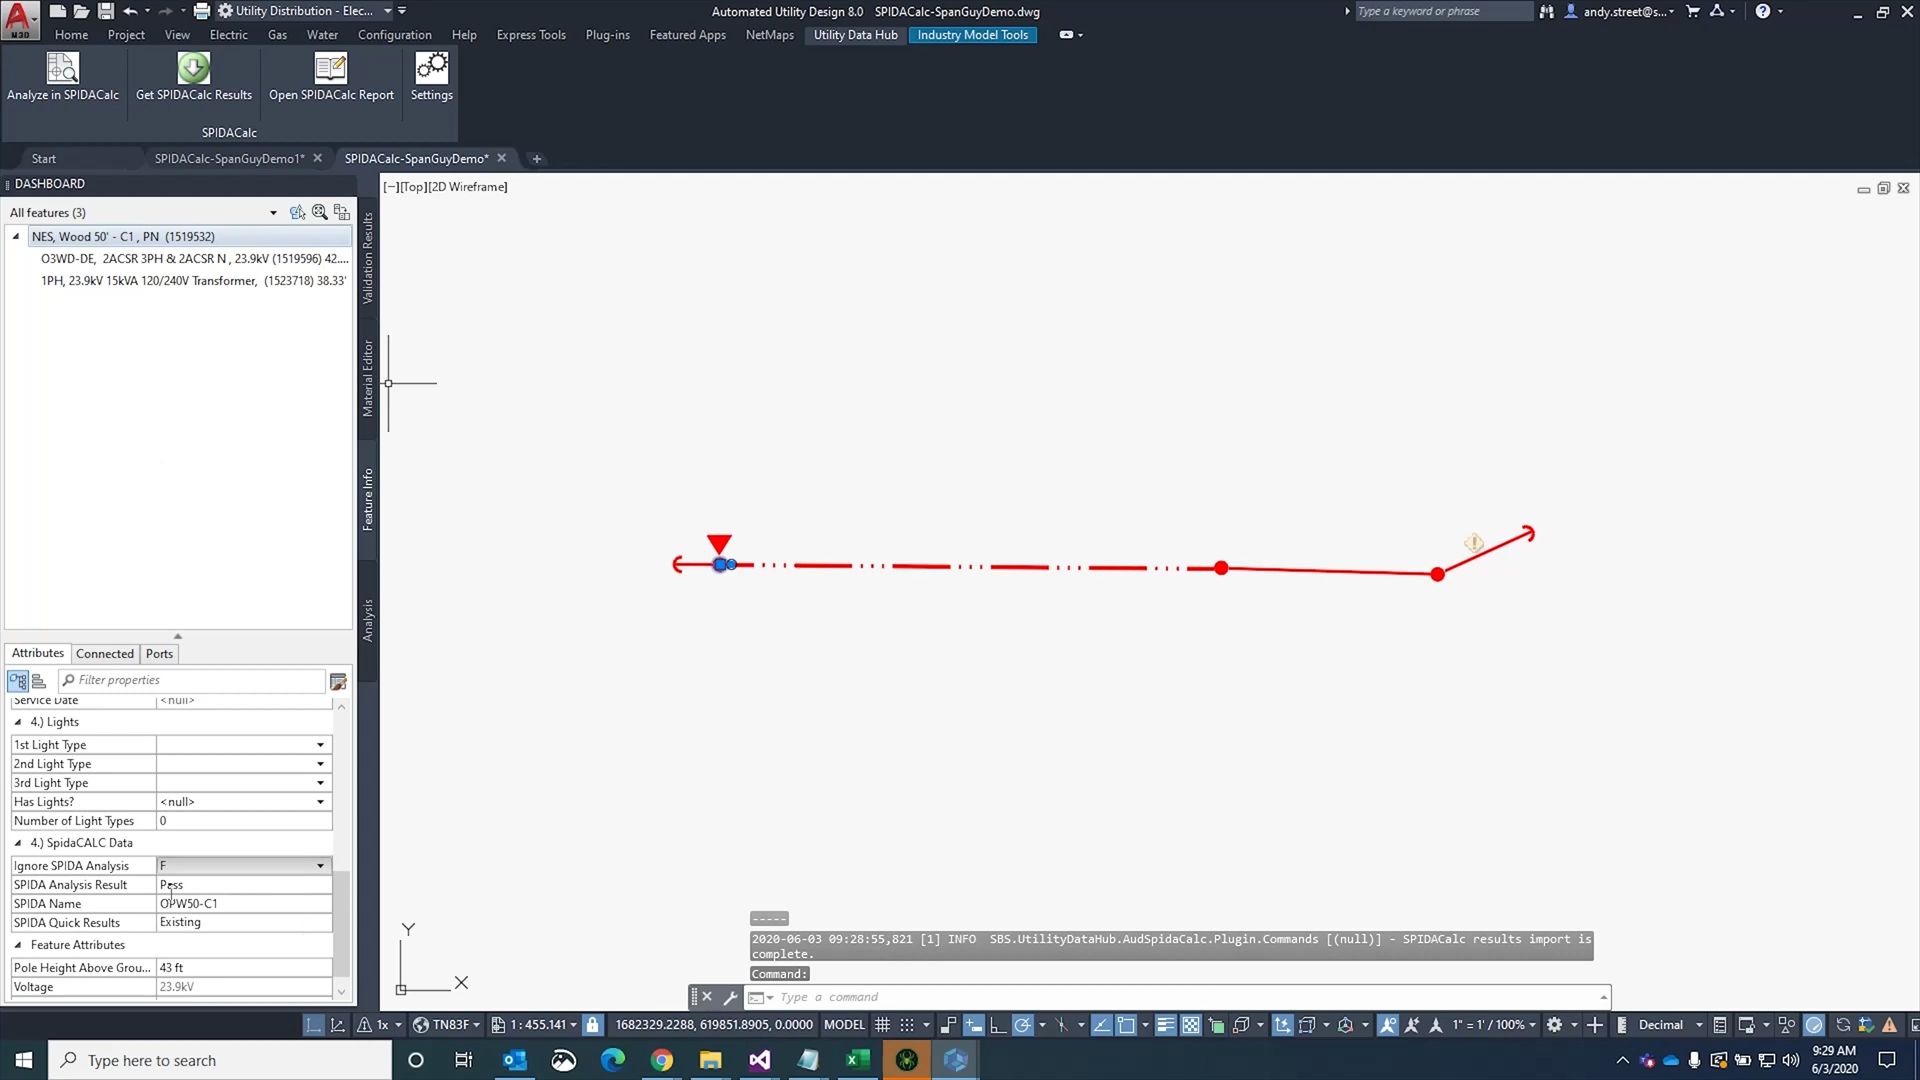 Utility Distribution - Elec...
Automated Utility Design 8.0 SPIDACalc-SpanGuyDemo.dwg
Type a keyword or phrase
andy.street@s...
M3D
Home Project View Electric Gas Water Configuration Help Express Tools Plug-ins Featured Apps NetMaps Utility Data Hub Industry Model Tools
Analyze in SPIDACalc
Get SPIDACalc Results
Open SPIDACalc Report
Settings
SPIDACalc
Start
SPIDACalc-SpanGuyDemo1*
SPIDACalc-SpanGuyDemo*
DASHBOARD
All features (3)
NES, Wood 50' - C1 , PN (1519532)
O3WD-DE, 2ACSR 3PH & 2ACSR N , 23.9kV (1519596) 42....
1PH, 23.9kV 15kVA 120/240V Transformer, (1523718) 38.33'
Validation Results
Material Editor
Feature Info
Analysis
[−][Top][2D Wireframe]
Attributes Connected Ports
Filter properties
Service Date <null>
4.) Lights
1st Light Type
2nd Light Type
3rd Light Type
Has Lights? <null>
Number of Light Types 0
4.) SpidaCALC Data
Ignore SPIDA Analysis F
SPIDA Analysis Result Pass
SPIDA Name OPW50-C1
SPIDA Quick Results Existing
Feature Attributes
Pole Height Above Grou... 43 ft
Voltage 23.9kV
Y
X
-----
2020-06-03 09:28:55,821 [1] INFO SBS.UtilityDataHub.AudSpidaCalc.Plugin.Commands [(null)] - SPIDACalc results import is
complete.
Command:
Type a command
1x TN83F 1 : 455.141 1682329.2288, 619851.8905, 0.0000 MODEL 1" = 1' / 100% Decimal
Type here to search
9:29 AM
6/3/2020